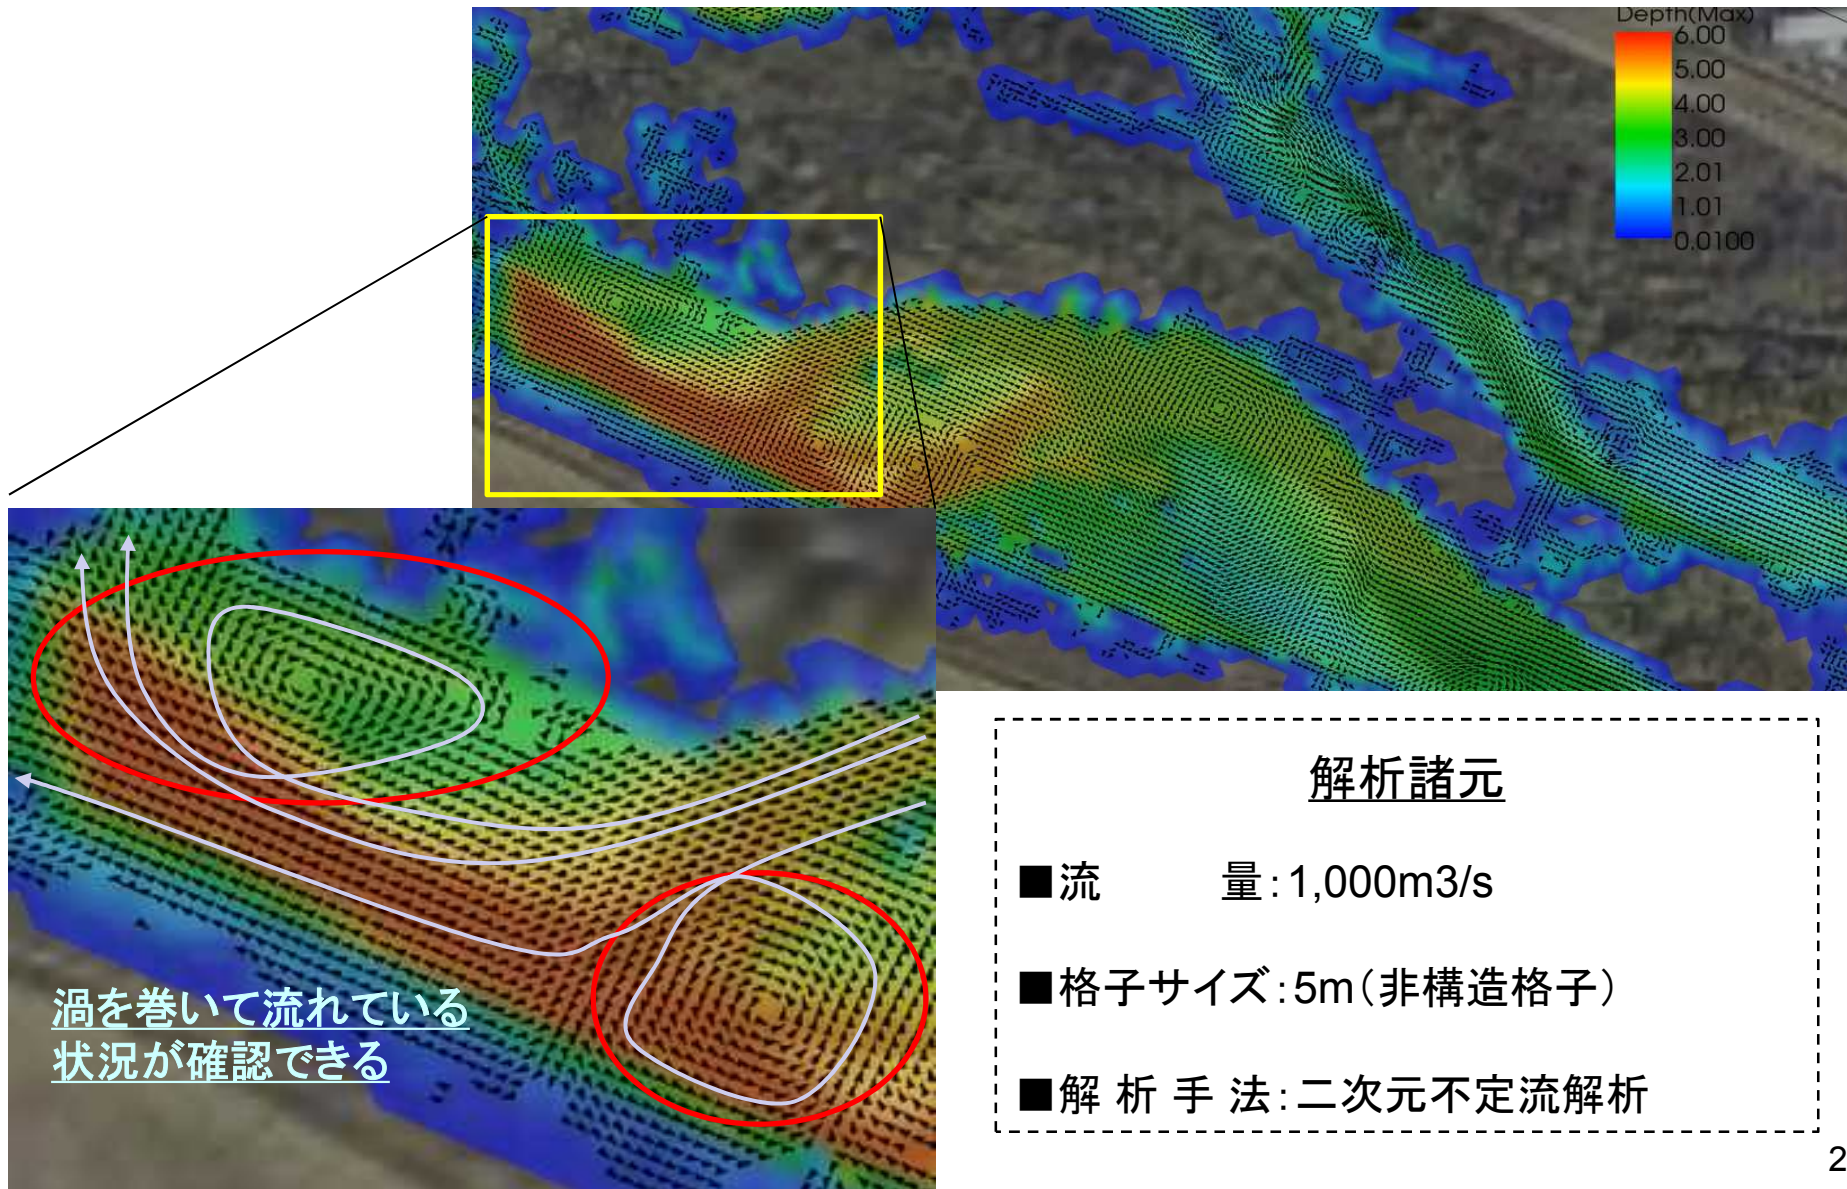 Depth(Max)
6.00
5.00
4.00
3.00
2.01
1.01
0.0100
渦を巻いて流れている
状況が確認できる
解析諸元
■流　　　量：1,000m3/s
■格子サイズ：5m（非構造格子）
■解 析 手 法：二次元不定流解析
2